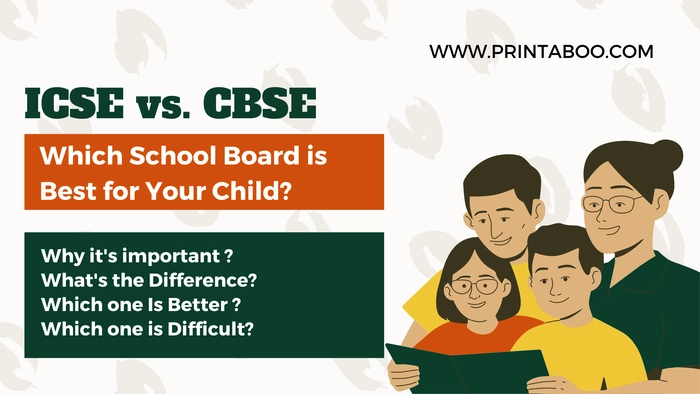 WWW.PRINTABOO.COM
ICSE vs. CBSE
Which School Board is
Best for Your Child?
Why it's important ?
What's the Difference?
Which one Is Better ?
Which one is Difficult?